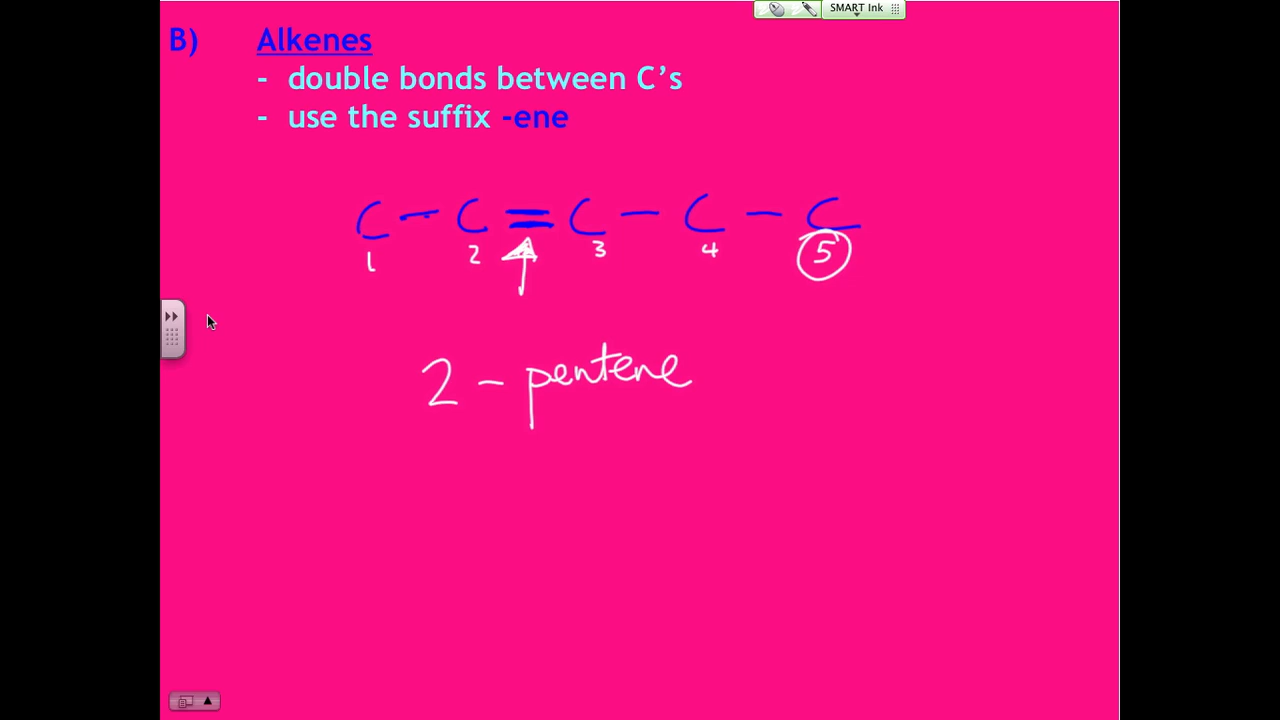 SMART Ink
B) Alkenes
- double bonds between C's
- use the suffix -ene
C - C = C - C - C
1 2 3 4 5
2 - pentene